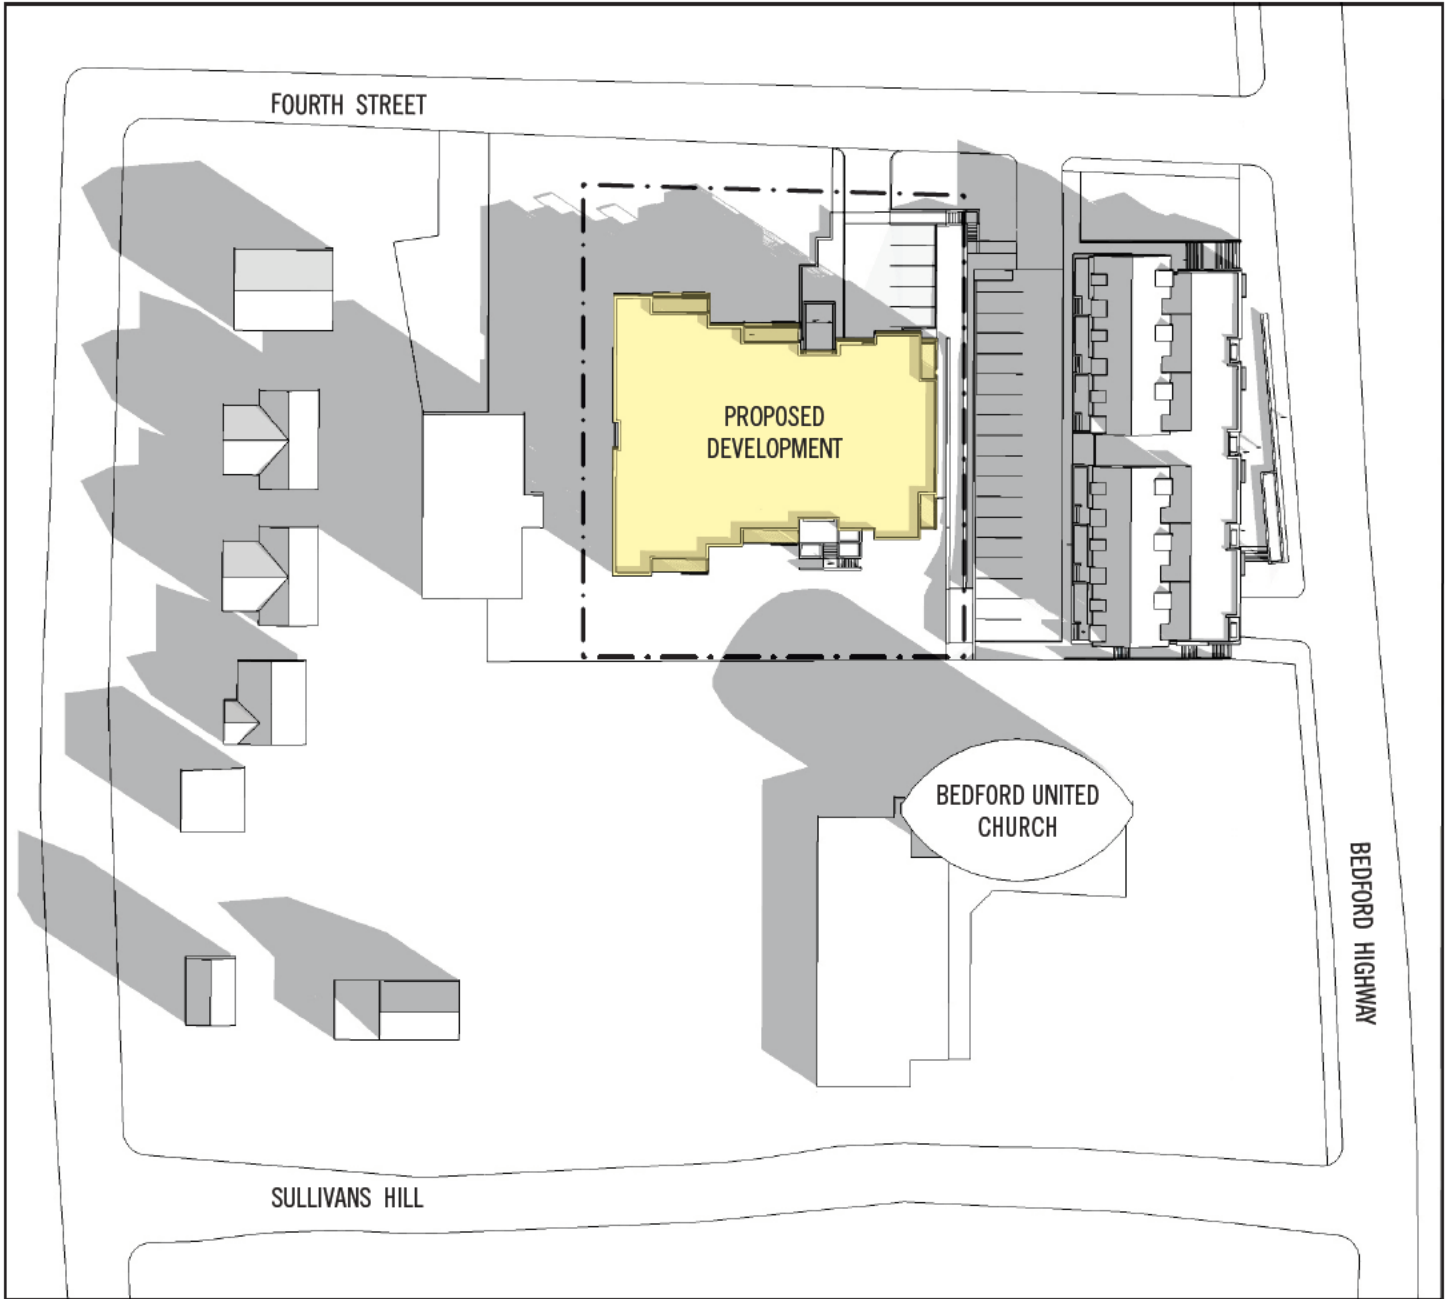 FOURTH STREET
PROPOSED
DEVELOPMENT
BEDFORD UNITED
CHURCH
BEDFORD HIGHWAY
SULLIVANS HILL